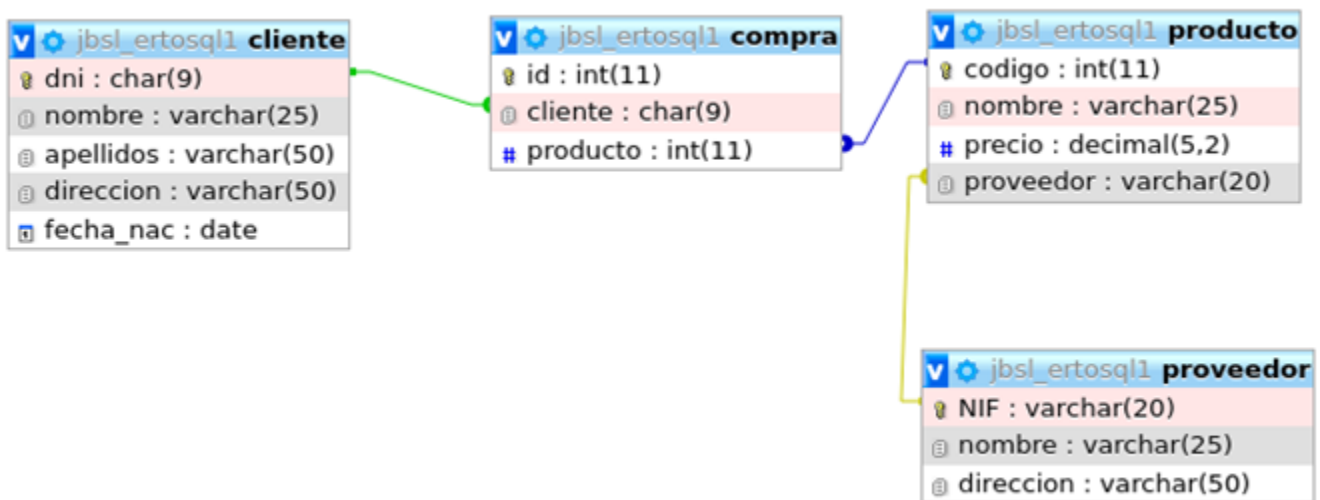 jbsl_ertosql1 cliente
dni : char(9)
nombre : varchar(25)
apellidos : varchar(50)
direccion : varchar(50)
fecha_nac : date
jbsl_ertosql1 compra
id : int(11)
cliente : char(9)
# producto : int(11)
jbsl_ertosql1 producto
codigo : int(11)
nombre : varchar(25)
# precio : decimal(5,2)
proveedor : varchar(20)
jbsl_ertosql1 proveedor
NIF : varchar(20)
nombre : varchar(25)
direccion : varchar(50)